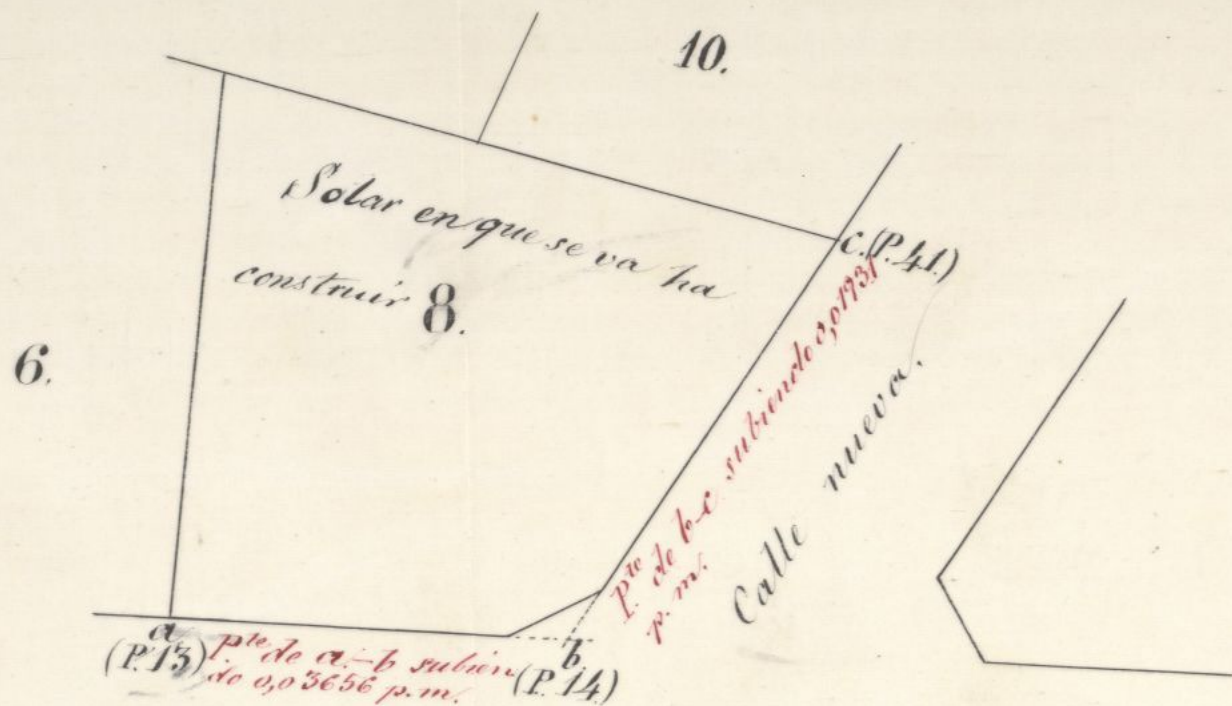 10.
Solar en que se va ha
construir 8.
6.
c. (P. 41.)
Pte de b-c subiendo 0,01931
p. m.
Calle nueva.
a
(P. 13)
Pte de a-b subien
do 0,03656 p. m.
b.
(P. 14)